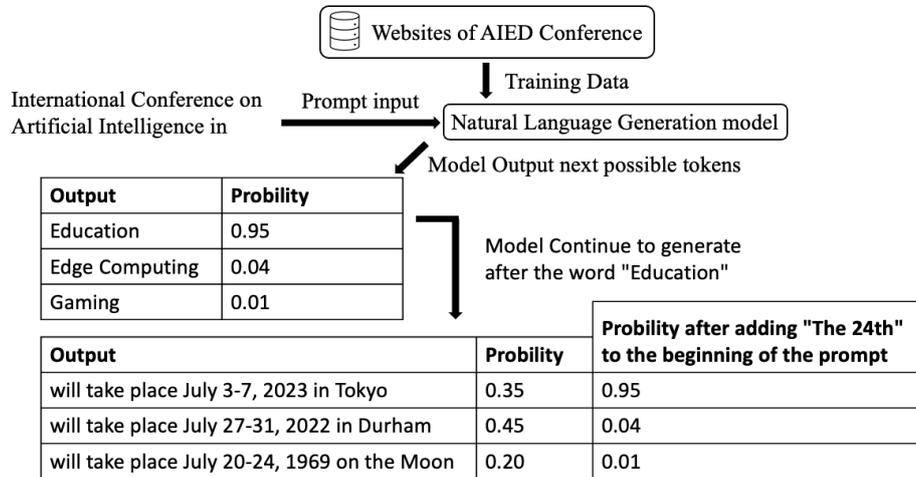 Websites of AIED Conference
Training Data
International Conference on
Artificial Intelligence in
Prompt input
Natural Language Generation model
Model Output next possible tokens
Output Probility
Education 0.95
Edge Computing 0.04
Gaming 0.01
Model Continue to generate
after the word "Education"
Probility after adding "The 24th"
to the beginning of the prompt
Output Probility
will take place July 3-7, 2023 in Tokyo 0.35 0.95
will take place July 27-31, 2022 in Durham 0.45 0.04
will take place July 20-24, 1969 on the Moon 0.20 0.01